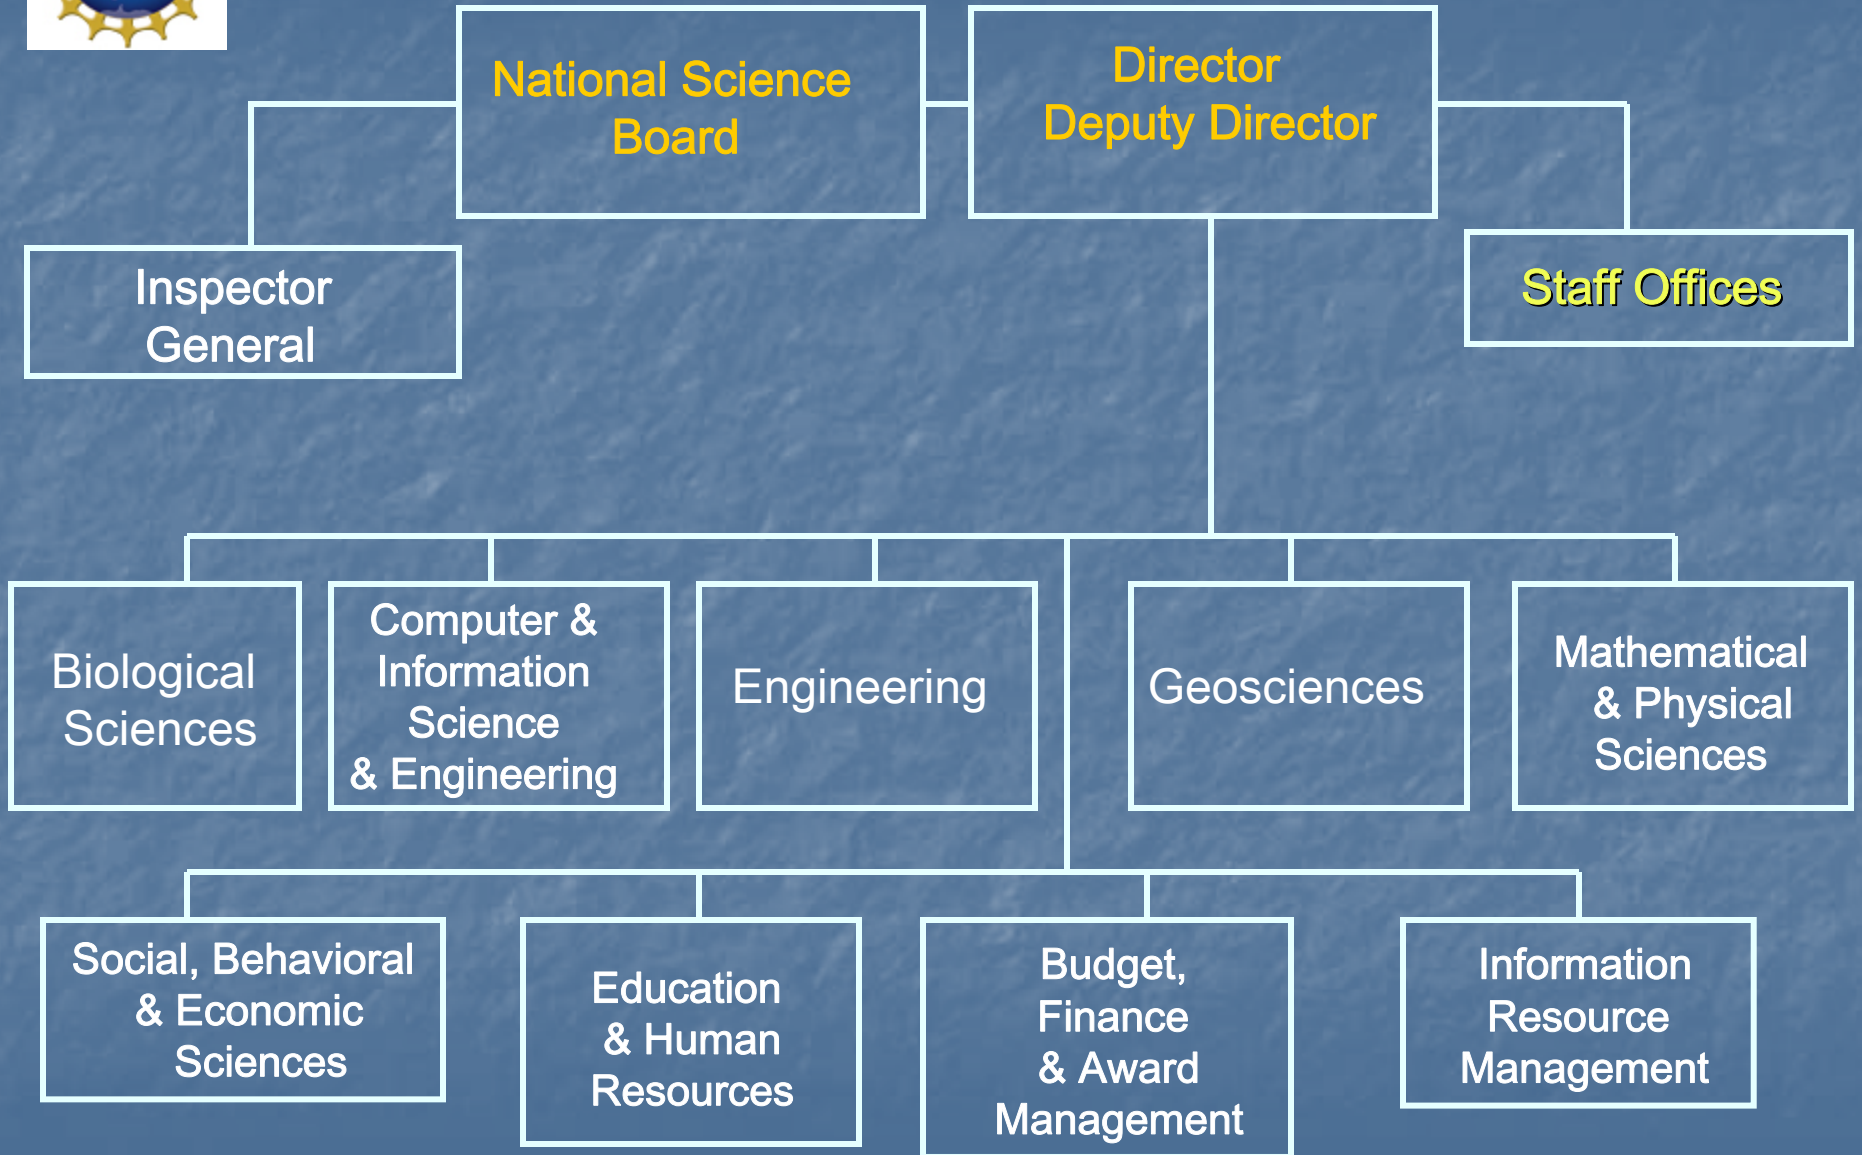 National Science
Board
Director
Deputy Director
Inspector
General
Staff Offices
Biological
Sciences
Computer &
Information
Science
& Engineering
Engineering
Geosciences
Mathematical
& Physical
Sciences
Social, Behavioral
& Economic
Sciences
Education
& Human
Resources
Budget,
Finance
& Award
Management
Information
Resource
Management